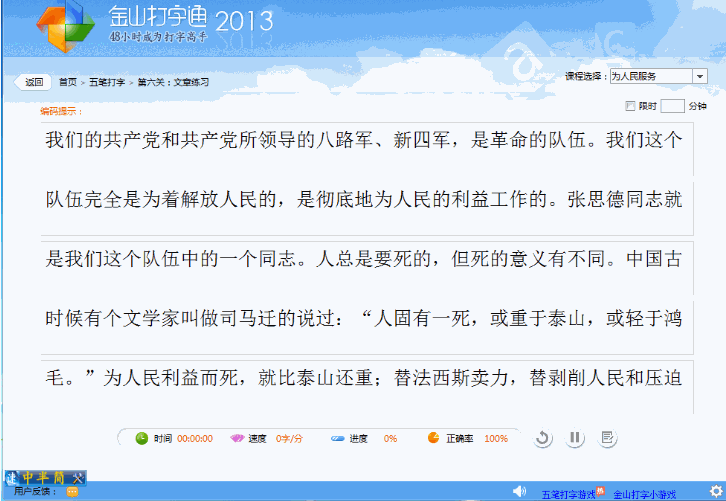 金山打字通 2013
48小时成为打字高手
返回 首页 > 五笔打字 > 第六关：文章练习 课程选择：为人民服务
编码提示： 限时 分钟
我们的共产党和共产党所领导的八路军、新四军，是革命的队伍。我们这个
队伍完全是为着解放人民的，是彻底地为人民的利益工作的。张思德同志就
是我们这个队伍中的一个同志。人总是要死的，但死的意义有不同。中国古
时候有个文学家叫做司马迁的说过：“人固有一死，或重于泰山，或轻于鸿
毛。”为人民利益而死，就比泰山还重；替法西斯卖力，替剥削人民和压迫
时间 00:00:00 速度 0字/分 进度 0% 正确率 100%
速 中 半 简
用户反馈： 五笔打字游戏 热 金山打字小游戏